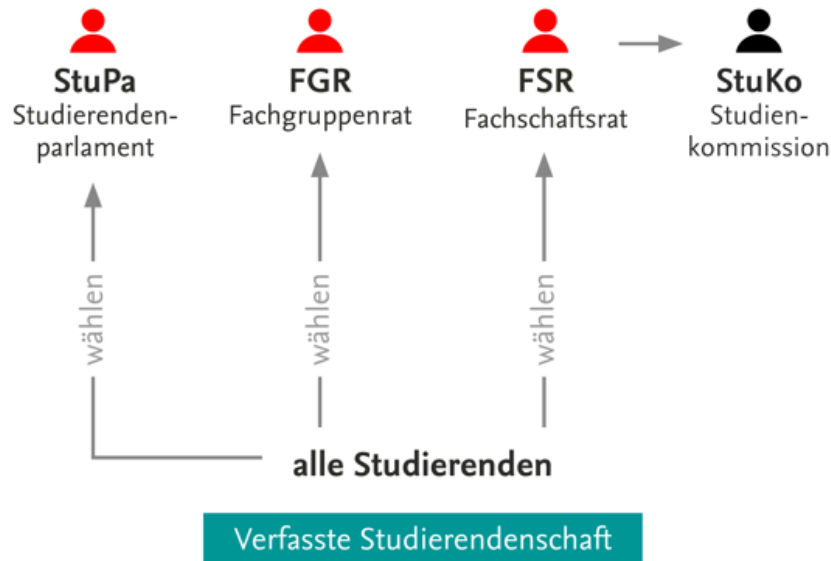 StuPa
Studierenden-
parlament
FGR
Fachgruppenrat
FSR
Fachschaftsrat
StuKo
Studien-
kommission
wählen
wählen
wählen
alle Studierenden
Verfasste Studierendenschaft